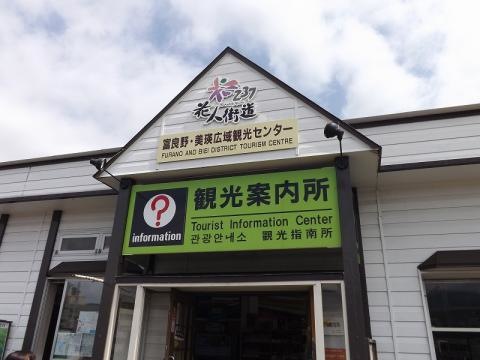 237
花人街道
富良野・美瑛広域観光センター
FURANO AND BIEI DISTRICT TOURISM CENTRE
?
information
観光案内所
Tourist Information Center
관광안내소 観光指南所